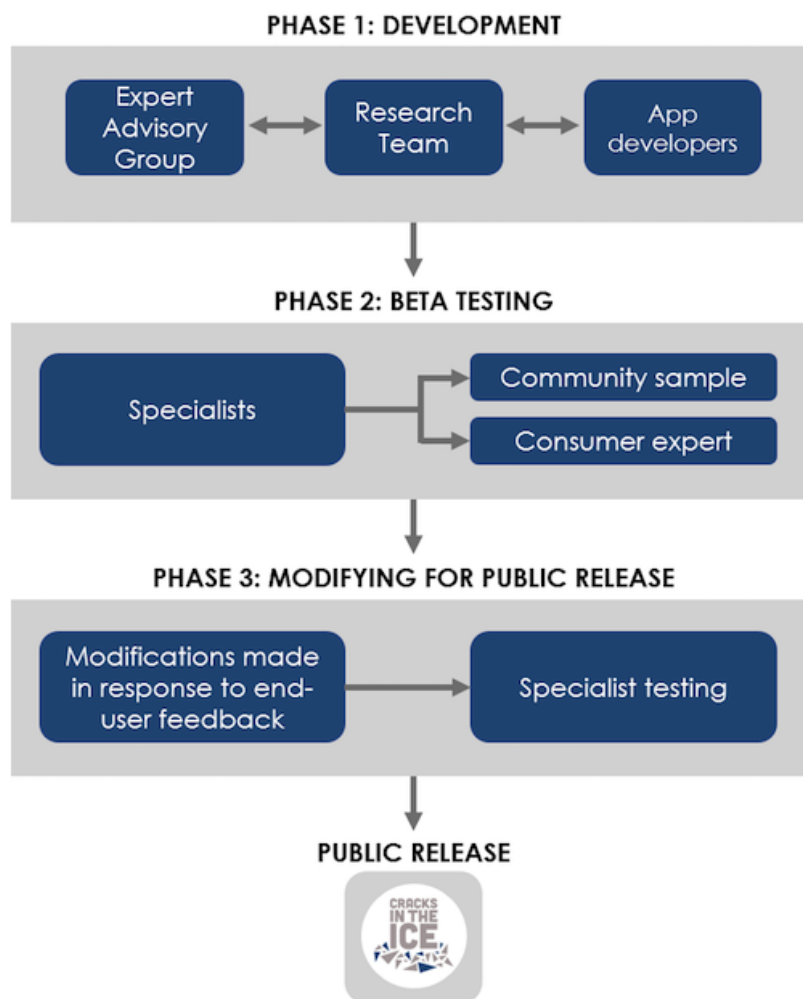 PHASE 1: DEVELOPMENT
Expert
Advisory
Group
Research
Team
App
developers
PHASE 2: BETA TESTING
Specialists
Community sample
Consumer expert
PHASE 3: MODIFYING FOR PUBLIC RELEASE
Modifications made
in response to end-
user feedback
Specialist testing
PUBLIC RELEASE
CRACKS
IN THE
ICE